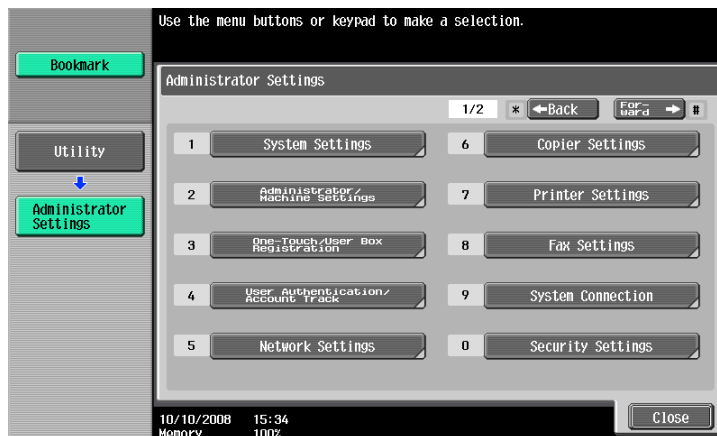 Use the menu buttons or keypad to make a selection.
Bookmark
Administrator Settings
1/2 * ←Back For-
ward → #
Utility
Administrator
Settings
1 System Settings
2 Administrator/
Machine Settings
3 One-Touch/User Box
Registration
4 User Authentication/
Account Track
5 Network Settings
6 Copier Settings
7 Printer Settings
8 Fax Settings
9 System Connection
0 Security Settings
10/10/2008 15:34
Memory 100%
Close